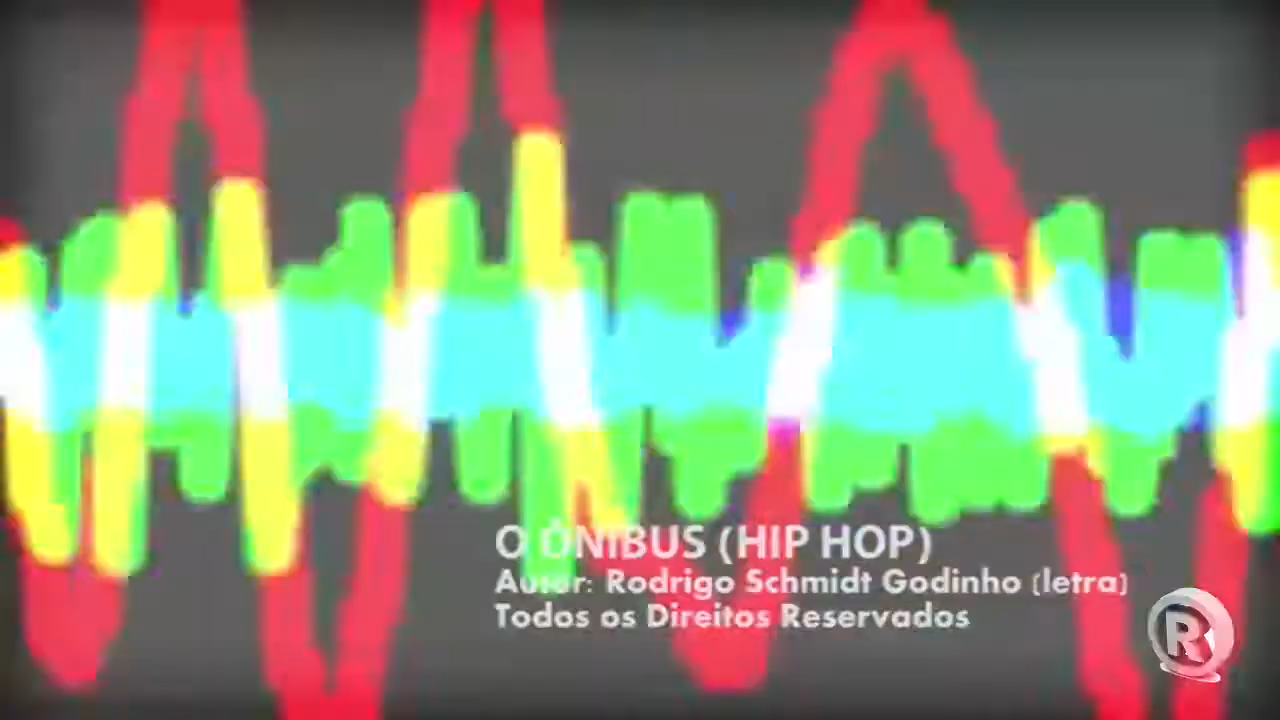 O ÔNIBUS (HIP HOP)
Autor: Rodrigo Schmidt Godinho (letra)
Todos os Direitos Reservados
R